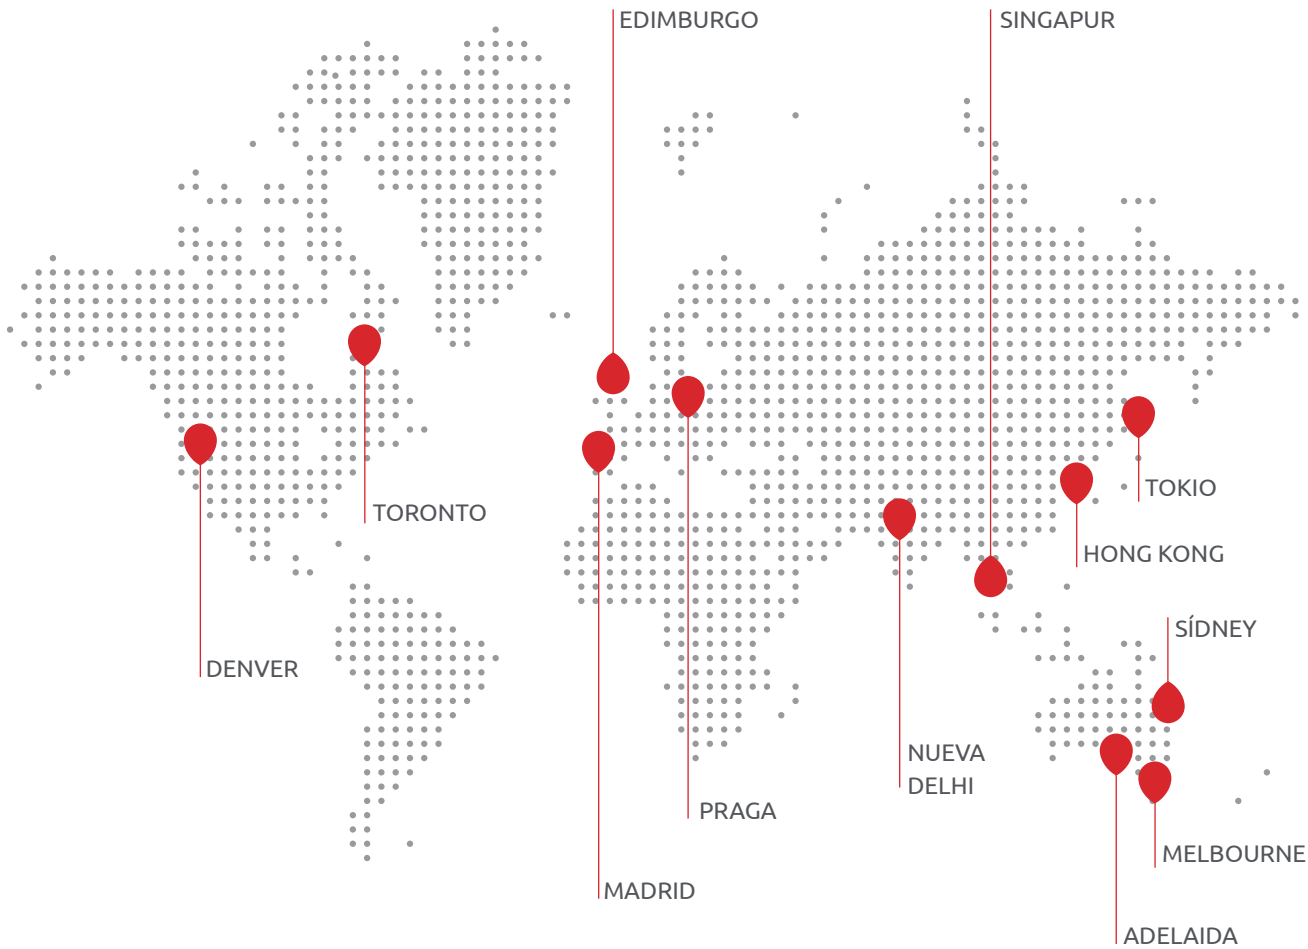 EDIMBURGO
SINGAPUR
TOKIO
TORONTO
HONG KONG
SÍDNEY
DENVER
NUEVA
DELHI
PRAGA
MELBOURNE
MADRID
ADELAIDA